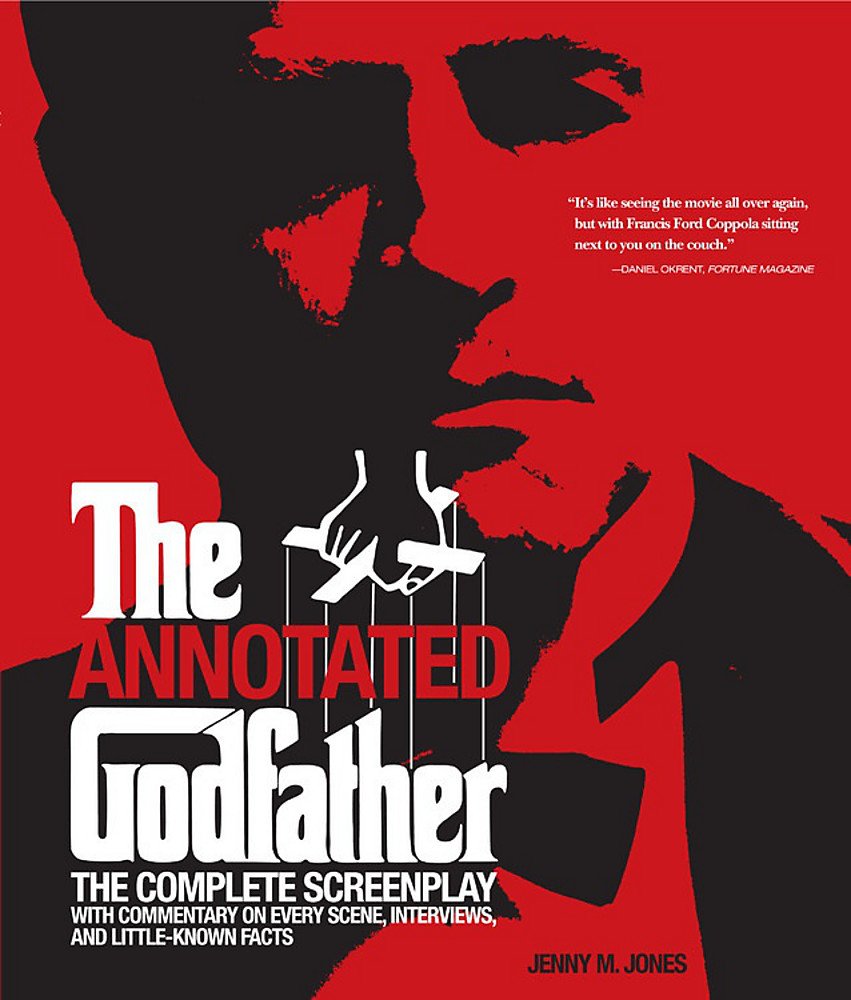 “It’s like seeing the movie all over again,
but with Francis Ford Coppola sitting
next to you on the couch.”
—DANIEL OKRENT, FORTUNE MAGAZINE
The
ANNOTATED
Godfather
THE COMPLETE SCREENPLAY
WITH COMMENTARY ON EVERY SCENE, INTERVIEWS,
AND LITTLE-KNOWN FACTS
JENNY M. JONES